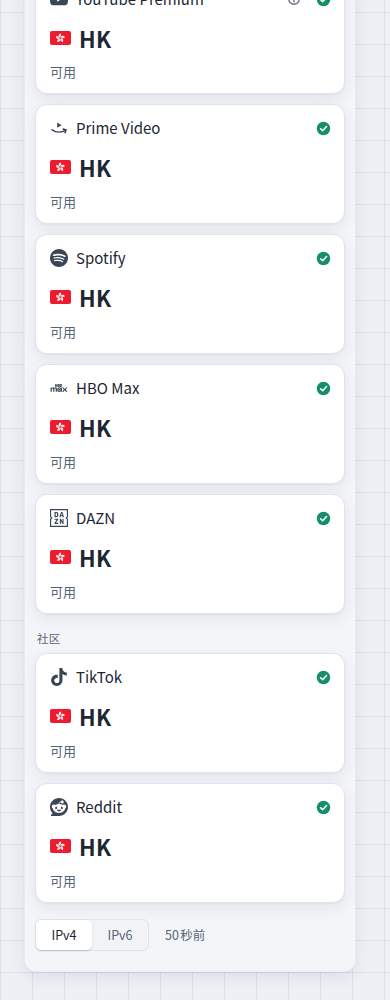 YouTube Premium
HK
可用
Prime Video
HK
可用
Spotify
HK
可用
HBO Max
HK
可用
DAZN
HK
可用
社区
TikTok
HK
可用
Reddit
HK
可用
IPv4 IPv6 50秒前